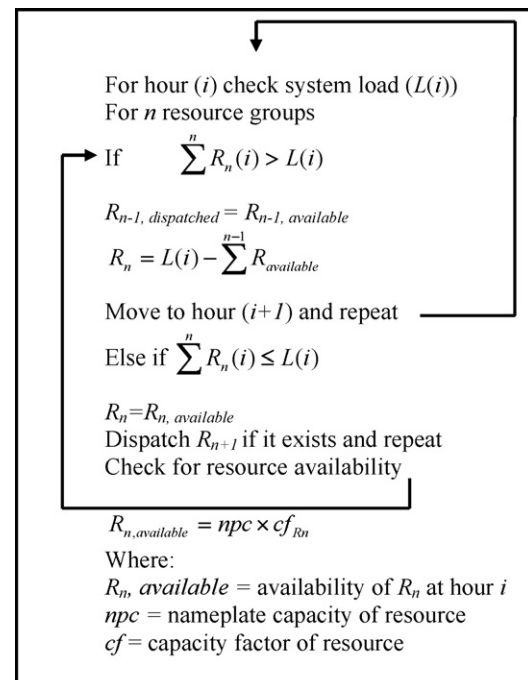 For hour (i) check system load (L(i))
For n resource groups
If ∑ⁿ Rₙ(i) > L(i)
Rₙ₋₁, dispatched = Rₙ₋₁, available
Rₙ = L(i) − ∑ⁿ⁻¹ R_available
Move to hour (i+1) and repeat
Else if ∑ⁿ Rₙ(i) ≤ L(i)
Rₙ=Rₙ, available
Dispatch Rₙ₊₁ if it exists and repeat
Check for resource availability
Rₙ,available = npc × cf_Rn
Where:
Rₙ, available = availability of Rₙ at hour i
npc = nameplate capacity of resource
cf = capacity factor of resource